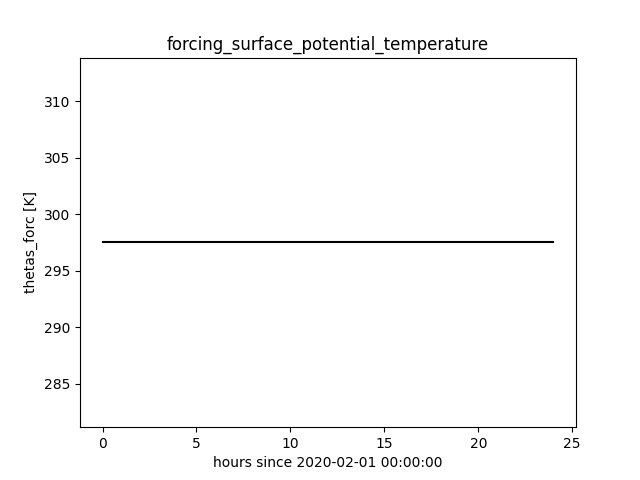 forcing_surface_potential_temperature
thetas_forc [K]
310
305
300
295
290
285
0 5 10 15 20 25
hours since 2020-02-01 00:00:00